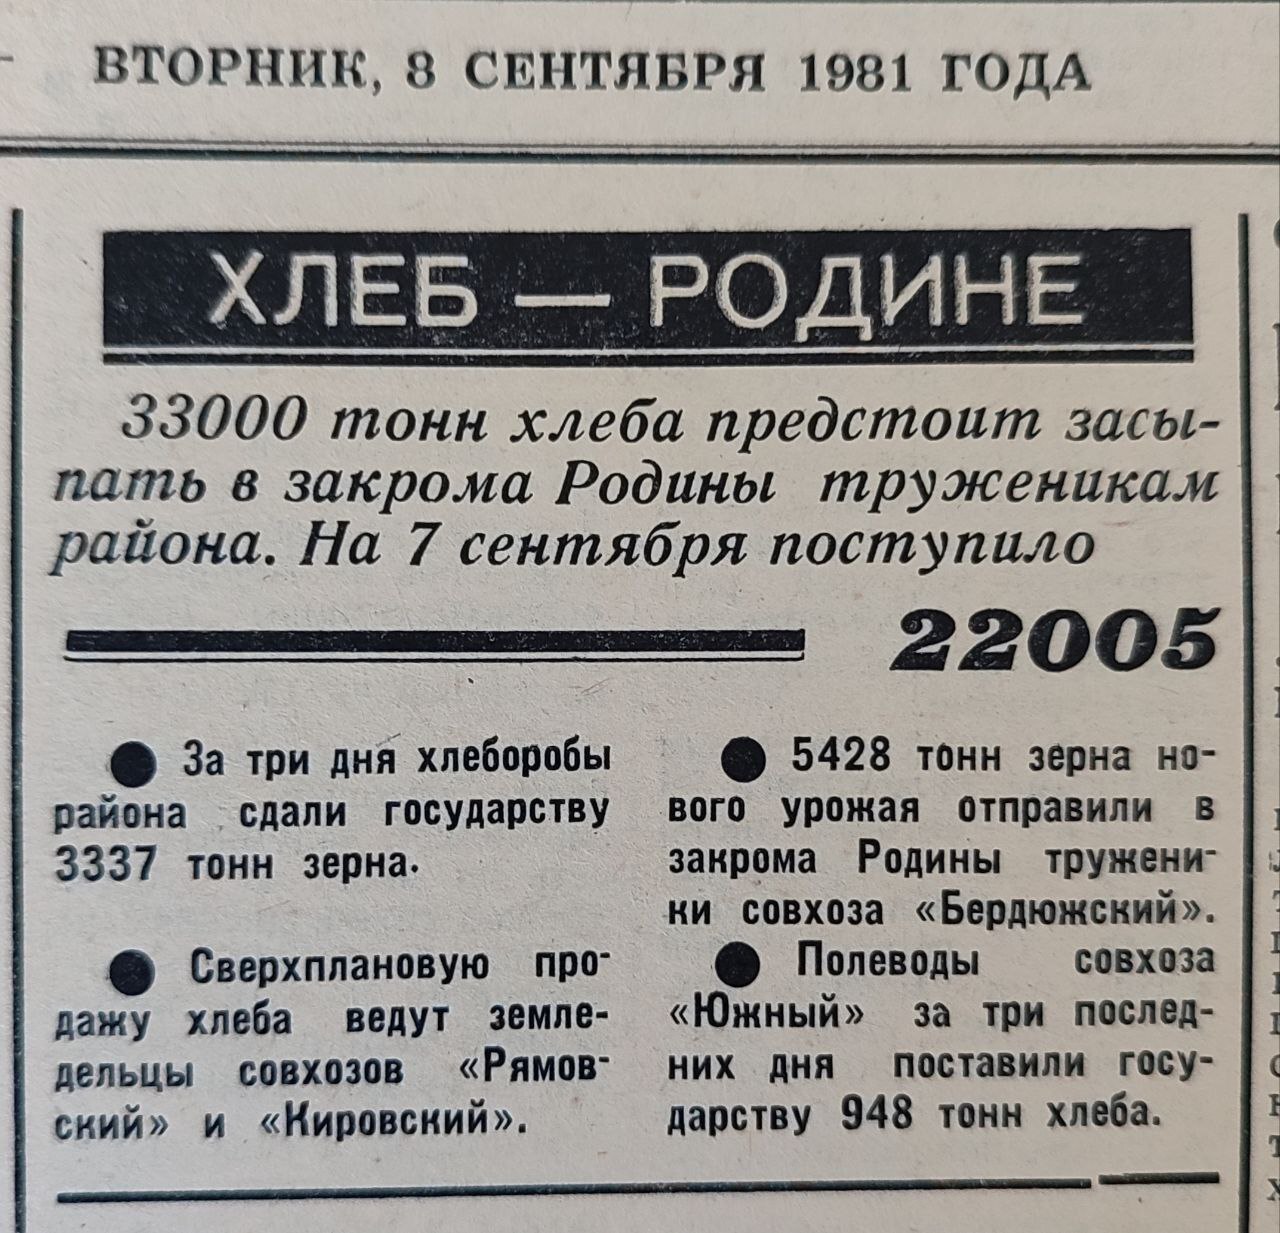 ВТОРНИК, 8 СЕНТЯБРЯ 1981 ГОДА
ХЛЕБ — РОДИНЕ
33000 тонн хлеба предстоит засы-
пать в закрома Родины труженикам
района. На 7 сентября поступило
22005
● За три дня хлеборобы
района сдали государству
3337 тонн зерна.
● Сверхплановую про-
дажу хлеба ведут земле-
дельцы совхозов «Рямов-
ский» и «Кировский».
● 5428 тонн зерна но-
вого урожая отправили в
закрома Родины тружени-
ки совхоза «Бердюжский».
● Полеводы совхоза
«Южный» за три послед-
них дня поставили госу-
дарству 948 тонн хлеба.